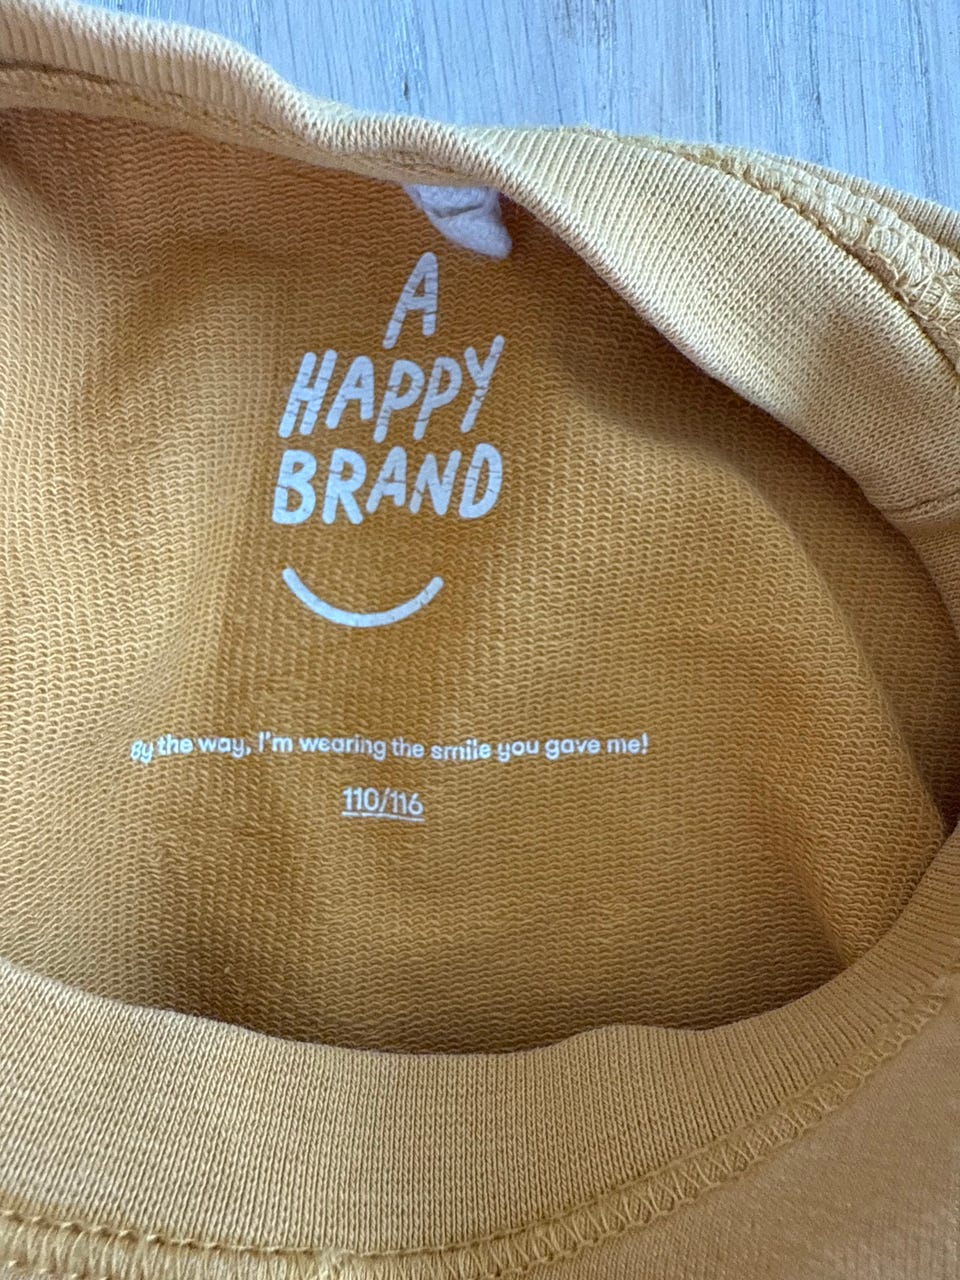 A
HAPPY
BRAND
By the way, I'm wearing the smile you gave me!
110/116